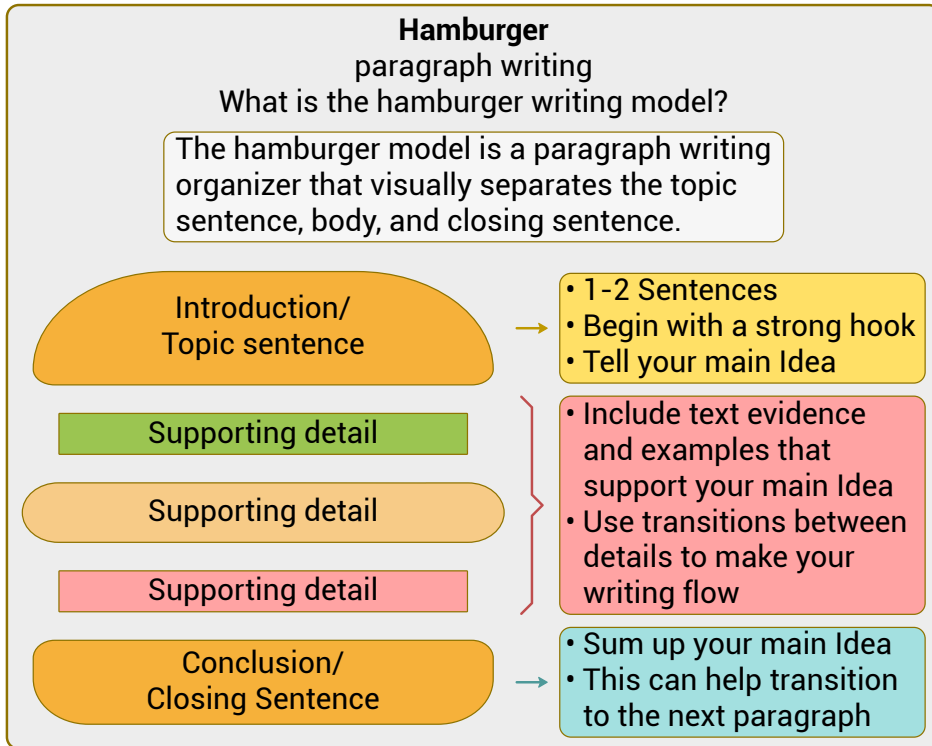 Hamburger
paragraph writing
What is the hamburger writing model?
The hamburger model is a paragraph writing
organizer that visually separates the topic
sentence, body, and closing sentence.
Introduction/
Topic sentence
• 1-2 Sentences
• Begin with a strong hook
• Tell your main Idea
Supporting detail
Supporting detail
Supporting detail
• Include text evidence
and examples that
support your main Idea
• Use transitions between
details to make your
writing flow
Conclusion/
Closing Sentence
• Sum up your main Idea
• This can help transition
to the next paragraph